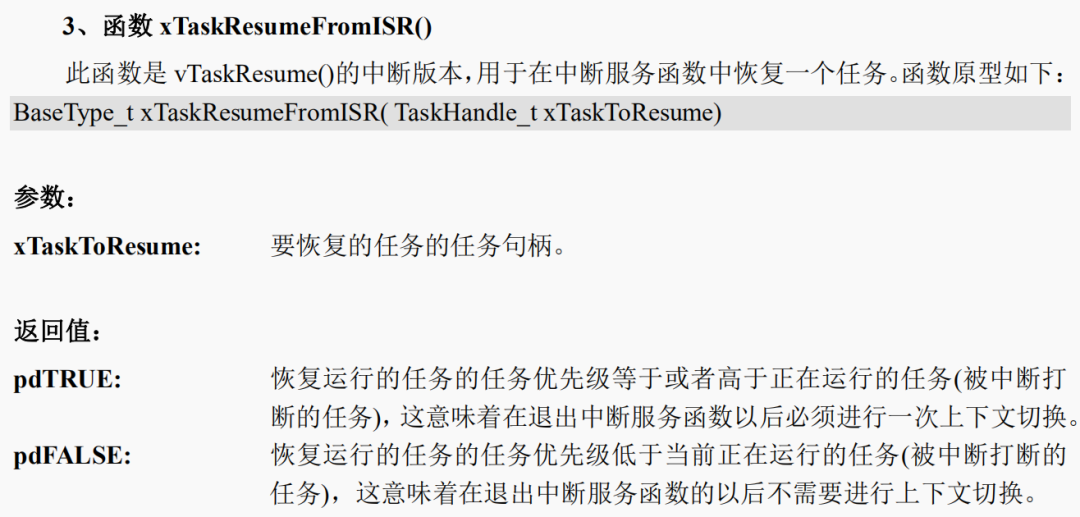 3、函数 xTaskResumeFromISR()
此函数是 vTaskResume()的中断版本，用于在中断服务函数中恢复一个任务。函数原型如下：
BaseType_t xTaskResumeFromISR( TaskHandle_t xTaskToResume)
参数：
xTaskToResume: 要恢复的任务的任务句柄。
返回值：
pdTRUE: 恢复运行的任务的任务优先级等于或者高于正在运行的任务(被中断打
断的任务)，这意味着在退出中断服务函数以后必须进行一次上下文切换。
pdFALSE: 恢复运行的任务的任务优先级低于当前正在运行的任务(被中断打断的
任务)，这意味着在退出中断服务函数的以后不需要进行上下文切换。